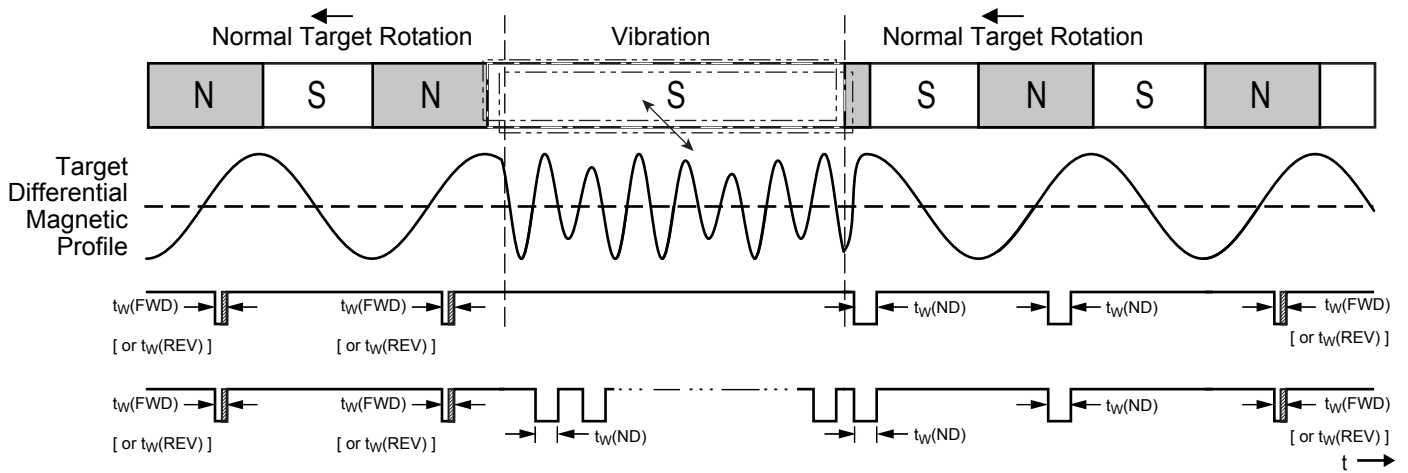 Normal Target Rotation
Vibration
Normal Target Rotation
N S N S S N S N
Target
Differential
Magnetic
Profile
tW(FWD) tW(FWD) tW(ND) tW(ND) tW(FWD)
[ or tW(REV) ] [ or tW(REV) ] [ or tW(REV) ]
tW(FWD) tW(FWD) tW(ND) tW(FWD)
[ or tW(REV) ] [ or tW(REV) ] tW(ND) tW(ND) [ or tW(REV) ]
t